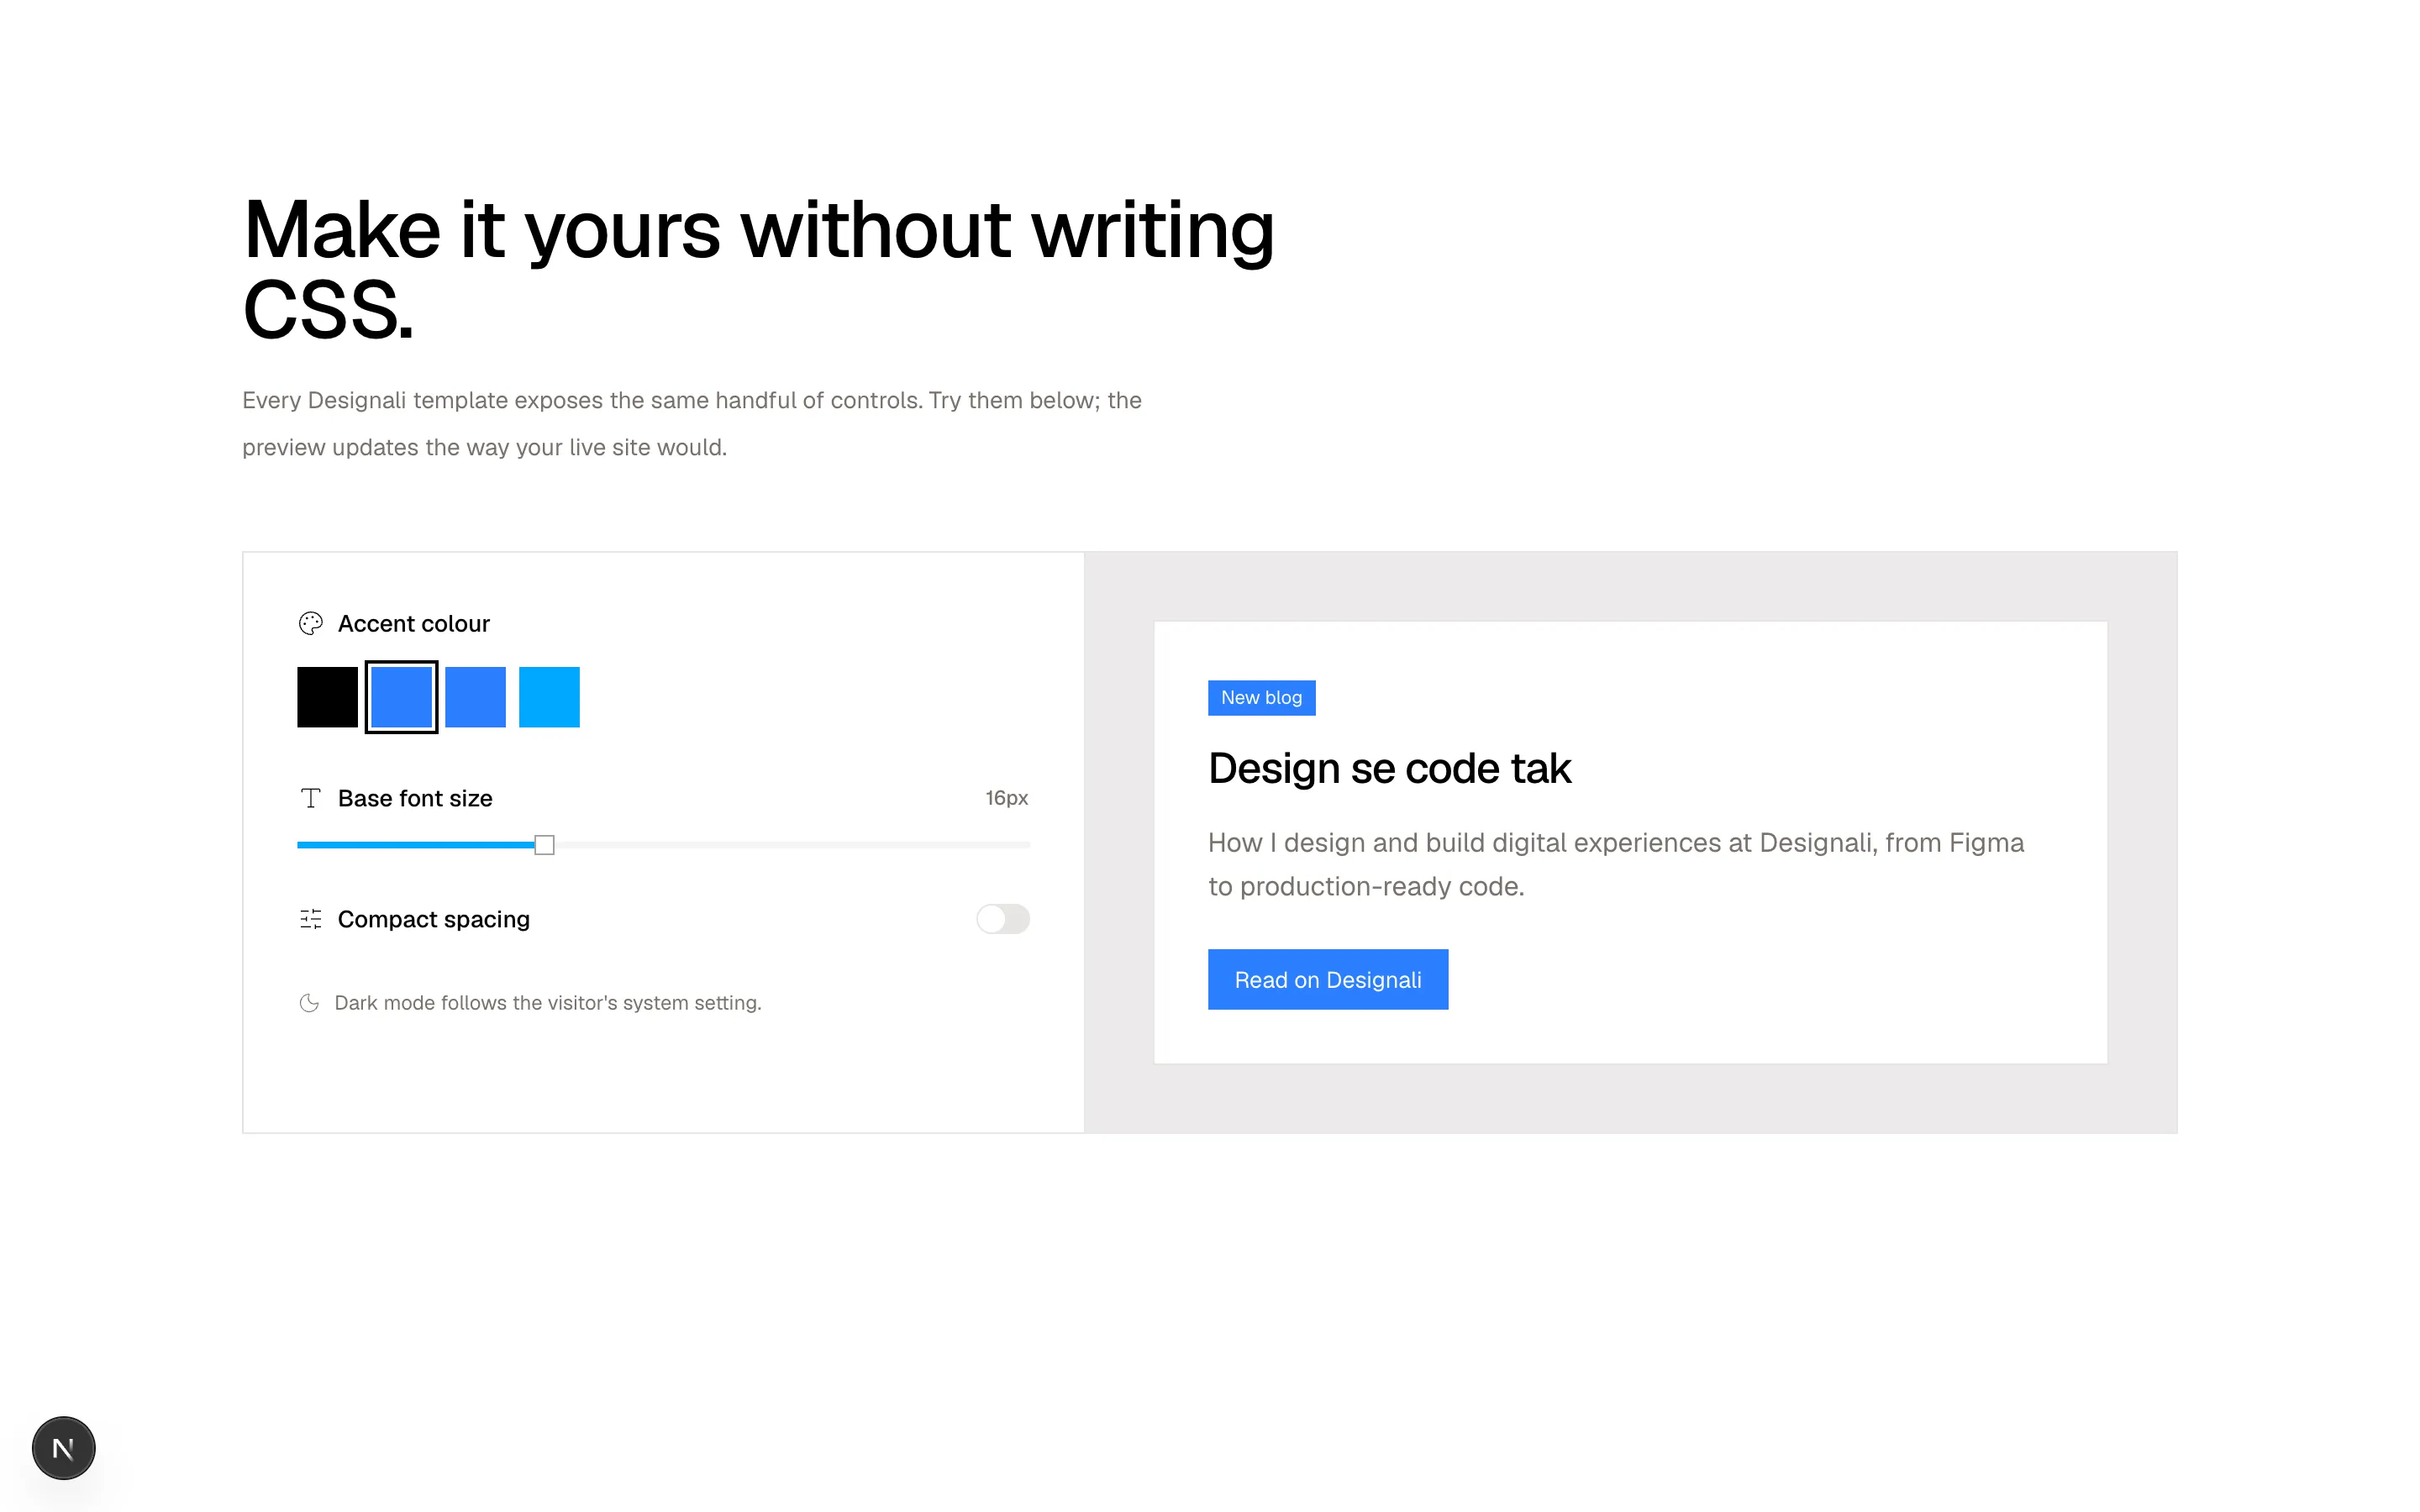 Make it yours without writing
CSS.
Every Designali template exposes the same handful of controls. Try them below; the
preview updates the way your live site would.
Accent colour
Base font size
16px
Compact spacing
Dark mode follows the visitor's system setting.
New blog
Design se code tak
How I design and build digital experiences at Designali, from Figma
to production-ready code.
Read on Designali
N